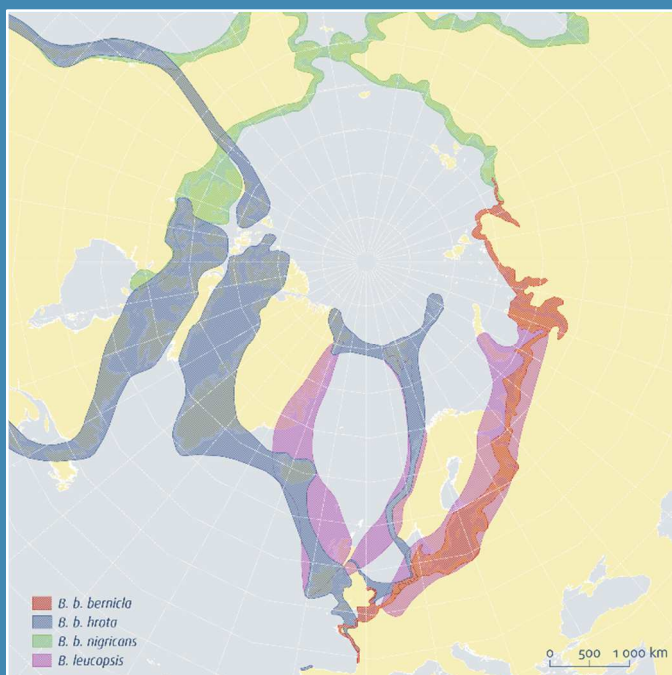 B. b. bernicla
B. b. hrota
B. b. nigricans
B. leucopsis
0 500 1 000 km